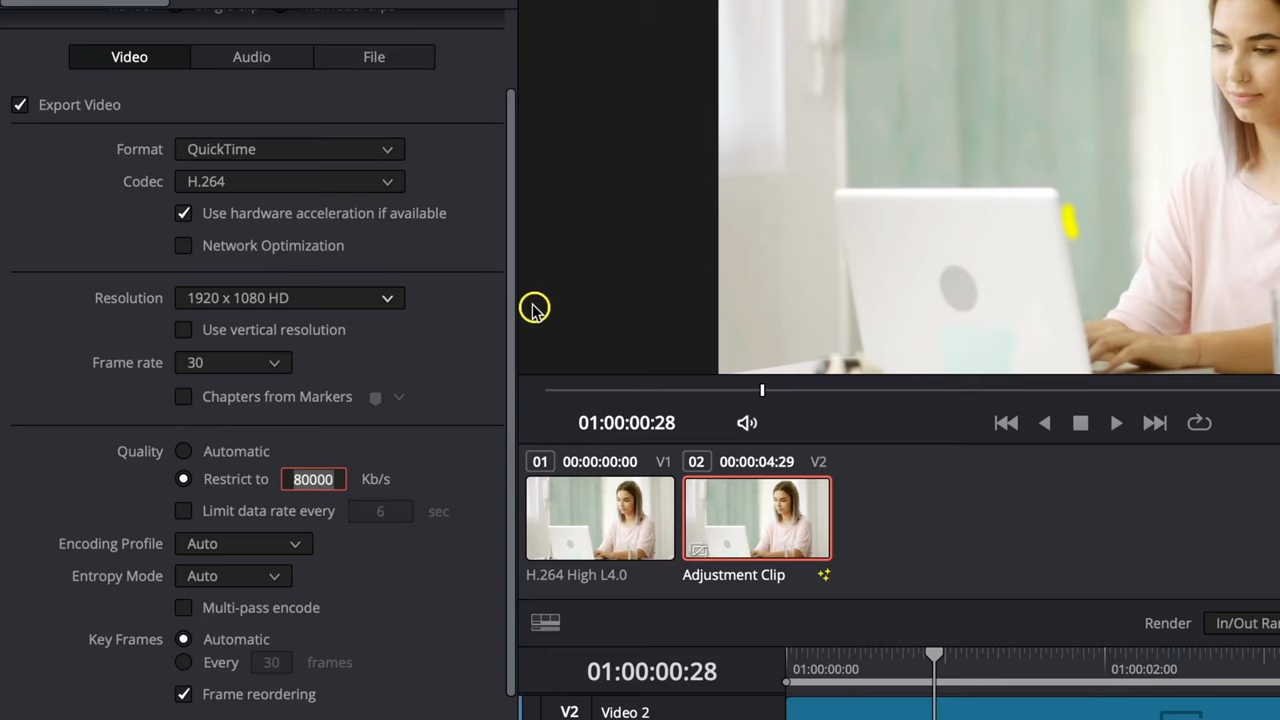 Video Audio File
Export Video
Format QuickTime
Codec H.264
Use hardware acceleration if available
Network Optimization
Resolution 1920 x 1080 HD
Use vertical resolution
Frame rate 30
Chapters from Markers
Quality Automatic
Restrict to 80000 Kb/s
Limit data rate every 6 sec
Encoding Profile Auto
Entropy Mode Auto
Multi-pass encode
Key Frames Automatic
Every 30 frames
Frame reordering
01:00:00:28
01 00:00:00:00 V1 02 00:00:04:29 V2
H.264 High L4.0 Adjustment Clip
Render In/Out Ra
01:00:00:28 01:00:00:00 01:00:02:00
V2 Video 2